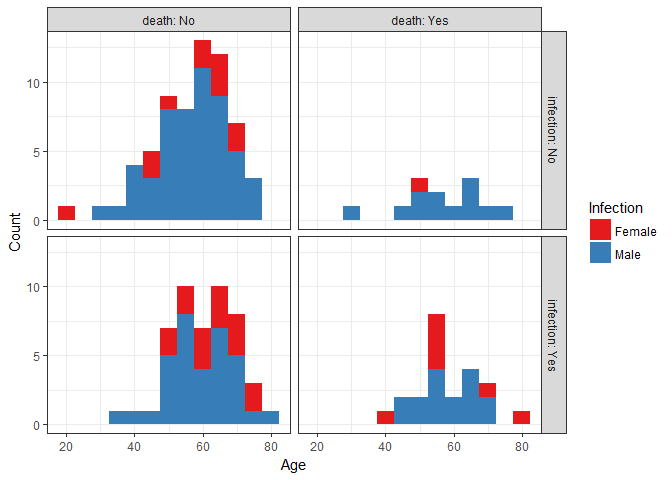 death: No
death: Yes
10
5
0
infection: No
Count
10
5
0
infection: Yes
20
40
60
80
20
40
60
80
Age
Infection
Female
Male